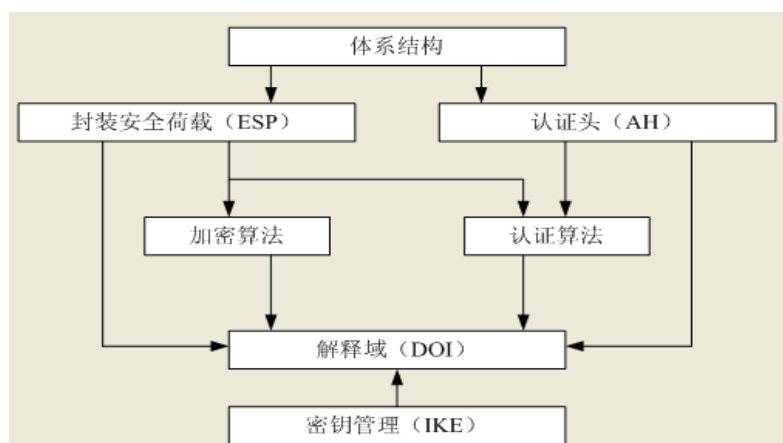 体系结构
封装安全荷载（ESP）
认证头（AH）
加密算法
认证算法
解释域（DOI）
密钥管理（IKE）